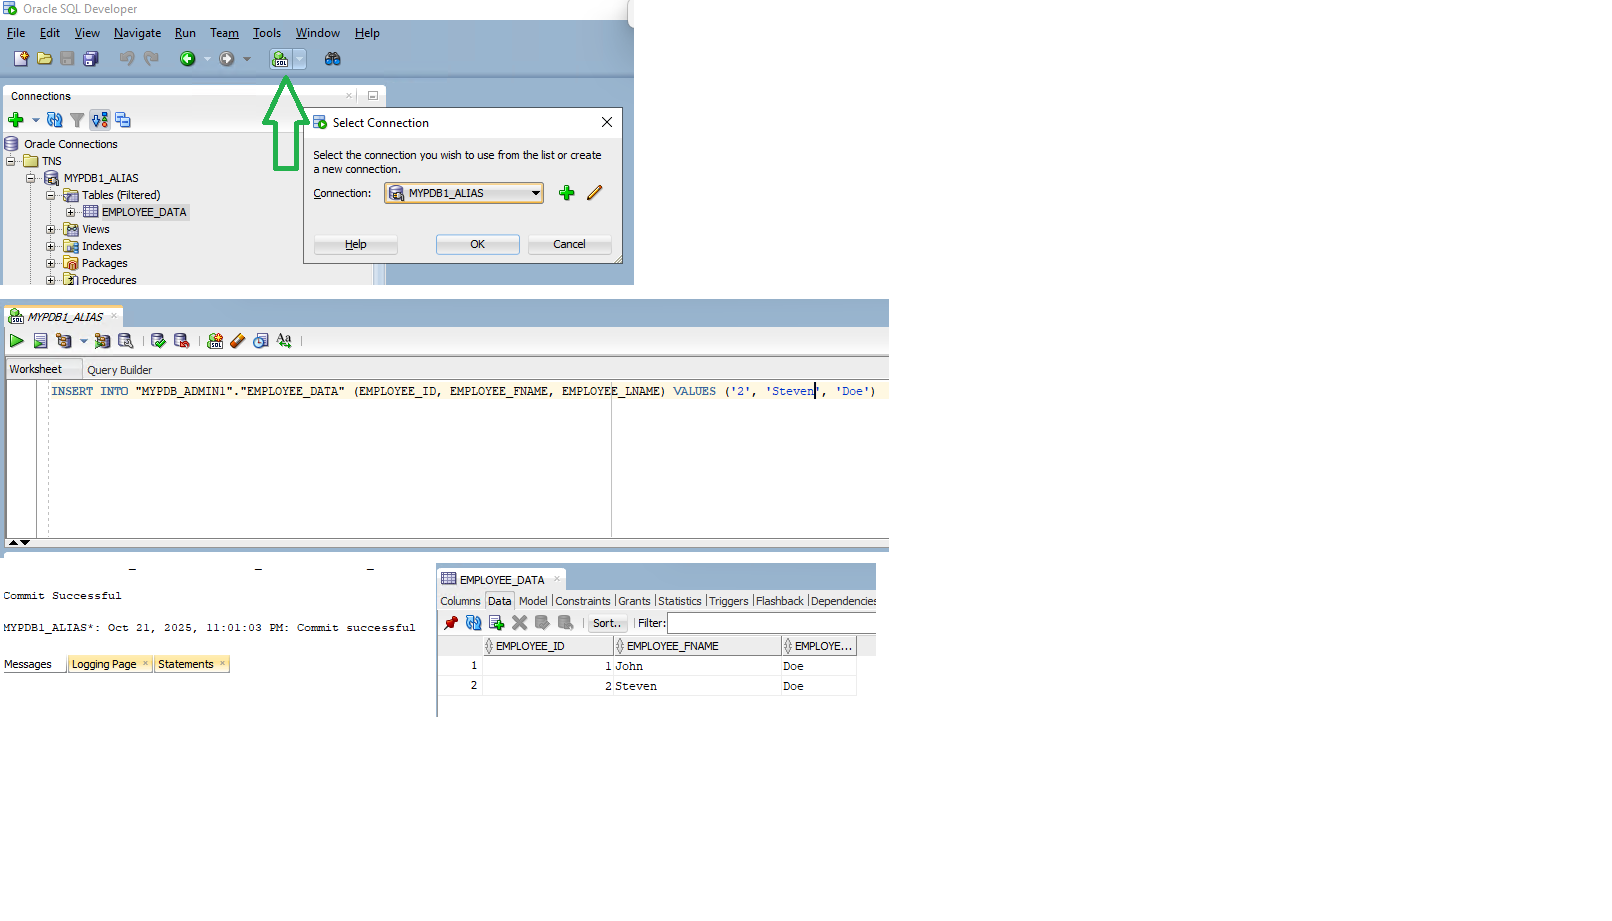 Oracle SQL Developer
File Edit View Navigate Run Team Tools Window Help
SQL
Connections
Oracle Connections
TNS
MYPDB1_ALIAS
Tables (Filtered)
EMPLOYEE_DATA
Views
Indexes
Packages
Procedures
Select Connection
Select the connection you wish to use from the list or create
a new connection.
Connection: MYPDB1_ALIAS
Help OK Cancel
SQL MYPDB1_ALIAS
SQL Aa
Worksheet Query Builder
INSERT INTO "MYPDB_ADMIN1"."EMPLOYEE_DATA" (EMPLOYEE_ID, EMPLOYEE_FNAME, EMPLOYEE_LNAME) VALUES ('2', 'Steven', 'Doe')
Commit Successful
MYPDB1_ALIAS*: Oct 21, 2025, 11:01:03 PM: Commit successful
Messages Logging Page Statements
EMPLOYEE_DATA
Columns Data Model Constraints Grants Statistics Triggers Flashback Dependencies
Sort.. Filter:
EMPLOYEE_ID EMPLOYEE_FNAME EMPLOYE...
1 1 John Doe
2 2 Steven Doe